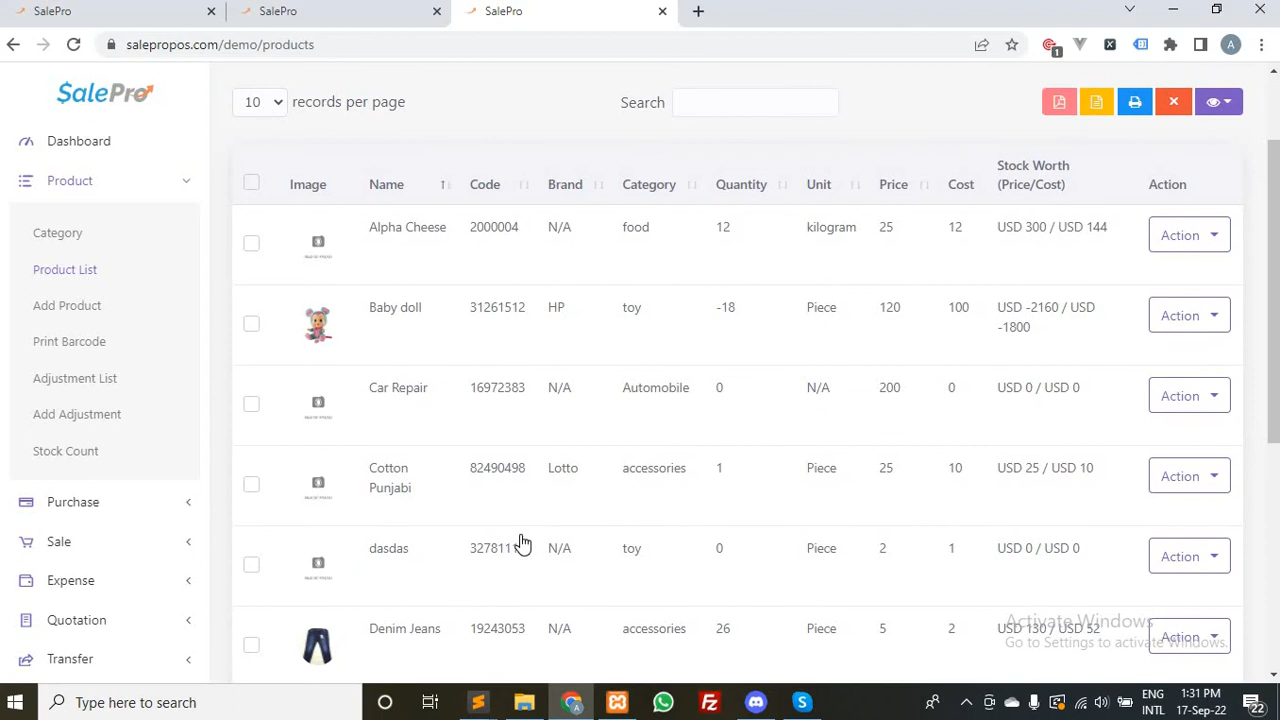 SalePro
SalePro
SalePro
salepropos.com/demo/products
1
A
SalePro
Dashboard
Product
Category
Product List
Add Product
Print Barcode
Adjustment List
Add Adjustment
Stock Count
Purchase
Sale
Expense
Quotation
Transfer
10 records per page
Search
Image Name Code Brand Category Quantity Unit Price Cost Stock Worth (Price/Cost) Action
Alpha Cheese 2000004 N/A food 12 kilogram 25 12 USD 300 / USD 144 Action
Baby doll 31261512 HP toy -18 Piece 120 100 USD -2160 / USD -1800 Action
Car Repair 16972383 N/A Automobile 0 N/A 200 0 USD 0 / USD 0 Action
Cotton Punjabi 82490498 Lotto accessories 1 Piece 25 10 USD 25 / USD 10 Action
dasdas N/A toy 0 Piece 2 1 USD 0 / USD 0 Action
Denim Jeans 19243053 N/A accessories 26 Piece 5 2 USD 130 / USD 52 Action
Activate Windows
Go to Settings to activate Windows.
Type here to search
ENG
INTL
1:31 PM
17-Sep-22
22